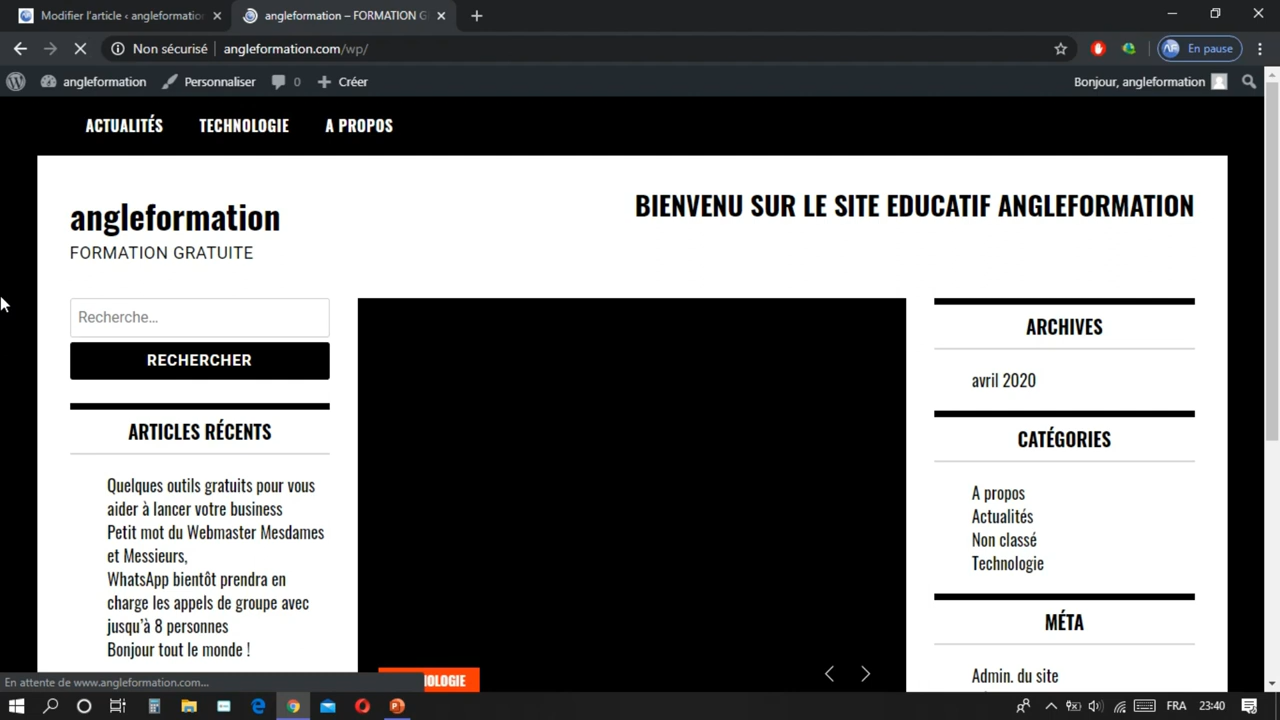 Modifier l'article ‹ angleformation
angleformation – FORMATION G
Non sécurisé
angleformation.com/wp/
En pause
angleformation
Personnaliser
0
Créer
Bonjour, angleformation
ACTUALITÉS
TECHNOLOGIE
A PROPOS
angleformation
FORMATION GRATUITE
BIENVENU SUR LE SITE EDUCATIF ANGLEFORMATION
Recherche...
RECHERCHER
ARTICLES RÉCENTS
Quelques outils gratuits pour vous
aider à lancer votre business
Petit mot du Webmaster Mesdames
et Messieurs,
WhatsApp bientôt prendra en
charge les appels de groupe avec
jusqu'à 8 personnes
Bonjour tout le monde !
ARCHIVES
avril 2020
CATÉGORIES
A propos
Actualités
Non classé
Technologie
MÉTA
Admin. du site
En attente de www.angleformation.com...
FRA
23:40